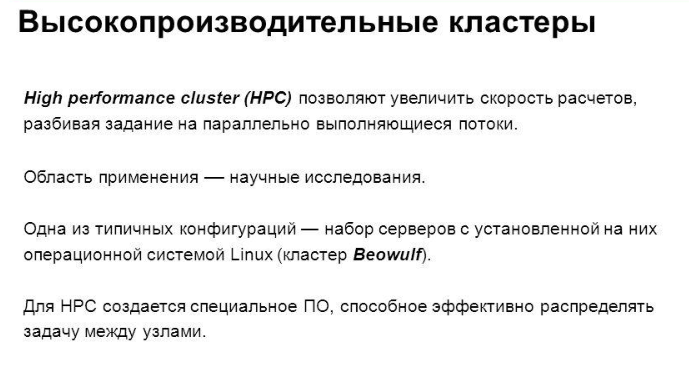 Высокопроизводительные кластеры
High performance cluster (HPC) позволяют увеличить скорость расчетов,
разбивая задание на параллельно выполняющиеся потоки.
Область применения — научные исследования.
Одна из типичных конфигураций — набор серверов с установленной на них
операционной системой Linux (кластер Beowulf).
Для HPC создается специальное ПО, способное эффективно распределять
задачу между узлами.